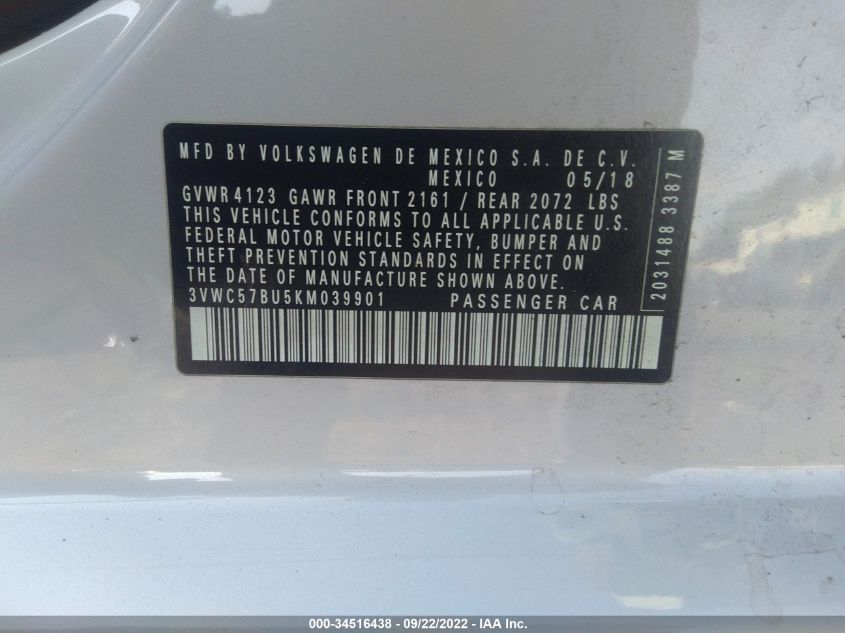 MFD BY VOLKSWAGEN DE MEXICO S.A. DE C.V.
MEXICO 05/18
GVWR 4123 GAWR FRONT 2161 / REAR 2072 LBS
THIS VEHICLE CONFORMS TO ALL APPLICABLE U.S.
FEDERAL MOTOR VEHICLE SAFETY, BUMPER AND
THEFT PREVENTION STANDARDS IN EFFECT ON
THE DATE OF MANUFACTURE SHOWN ABOVE.
3VWC57BU5KM039901 PASSENGER CAR
2031488 3387 M
000-34516438 - 09/22/2022 - IAA Inc.